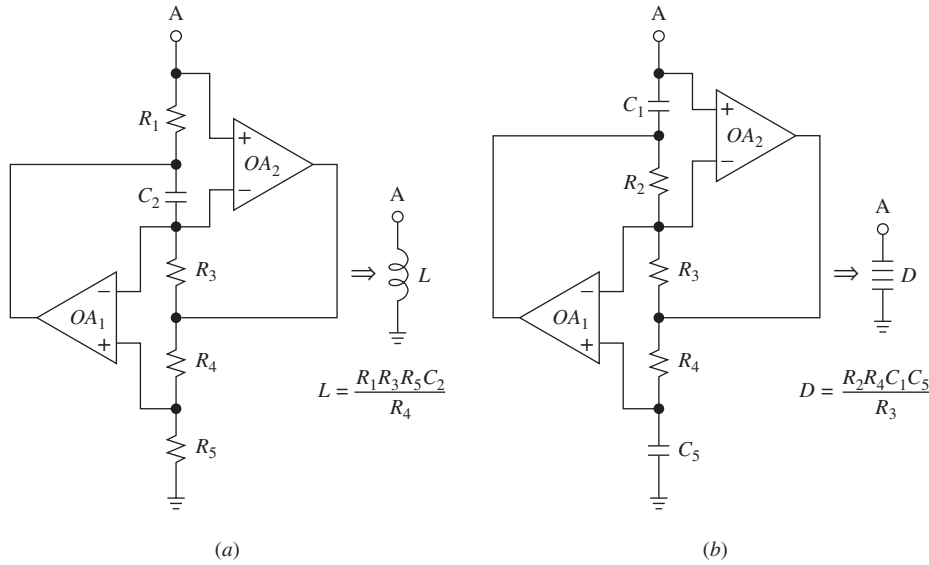 A
R₁
+
OA₂
−
C₂
R₃
−
OA₁
+
R₄
R₅
A
⇒
L
L = R₁R₃R₅C₂ / R₄
(a)
A
C₁
+
OA₂
−
R₂
R₃
−
OA₁
+
R₄
C₅
A
⇒
D
D = R₂R₄C₁C₅ / R₃
(b)